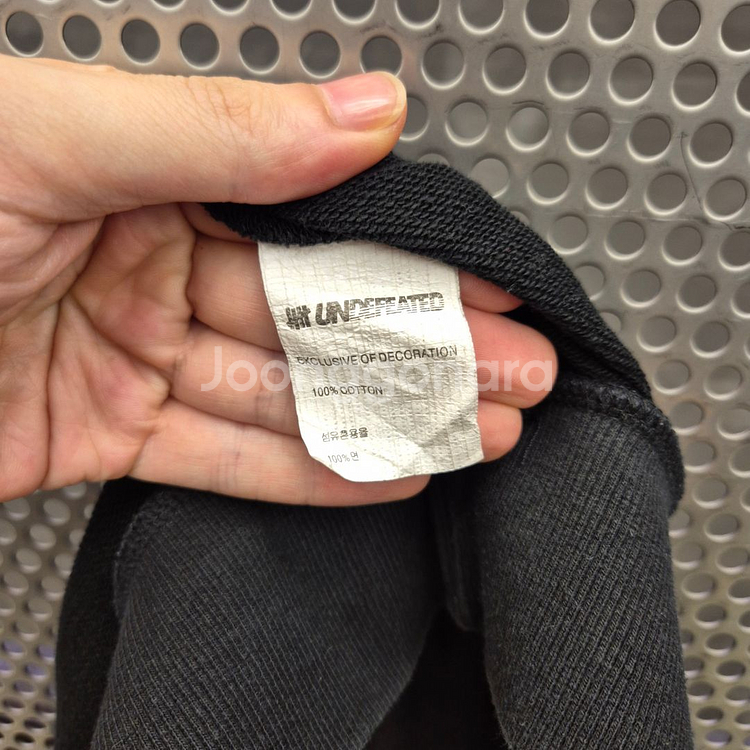 UNDEFEATED
EXCLUSIVE OF DECORATION
100% COTTON
섬유혼용율
100% 면